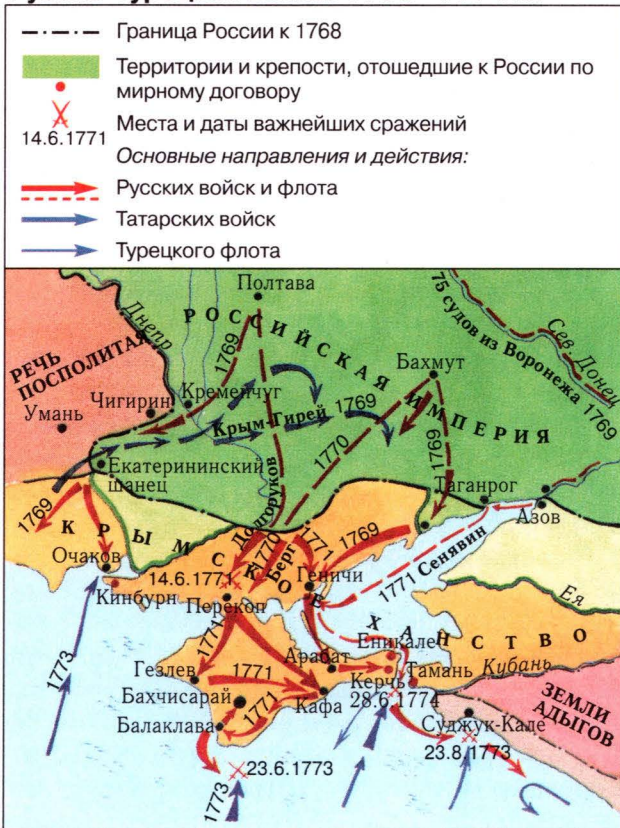 Граница России к 1768
Территории и крепости, отошедшие к России по
мирному договору
Места и даты важнейших сражений
14.6.1771
Основные направления и действия:
Русских войск и флота
Татарских войск
Турецкого флота
Полтава
РОССИЙСКАЯ ИМПЕРИЯ
75 судов из Воронежа 1769
Сев Донец
Днепр
РЕЧЬ
ПОСПОЛИТАЯ
1769
Бахмут
Умань
Чигирин
Кременчуг
Крым-Гирей 1769
1770
1769
Екатерининский
шанец
Таганрог
Азов
1769
КРЫМСКОЕ ХАНСТВО
Долгоруков
1770
Берг
1771
1769
1771 Сенявин
Очаков
Кинбурн
14.6.1771
Перекоп
Геничи
Ея
1773
1771
Еникале
Гезлев
1771
Арабат
Тамань
Кубань
Бахчисарай
Керчь
Кафа
28.6.1774
ЗЕМЛИ
АДЫГОВ
Балаклава
1771
Суджук-Кале
23.6.1773
23.8.1773
1773